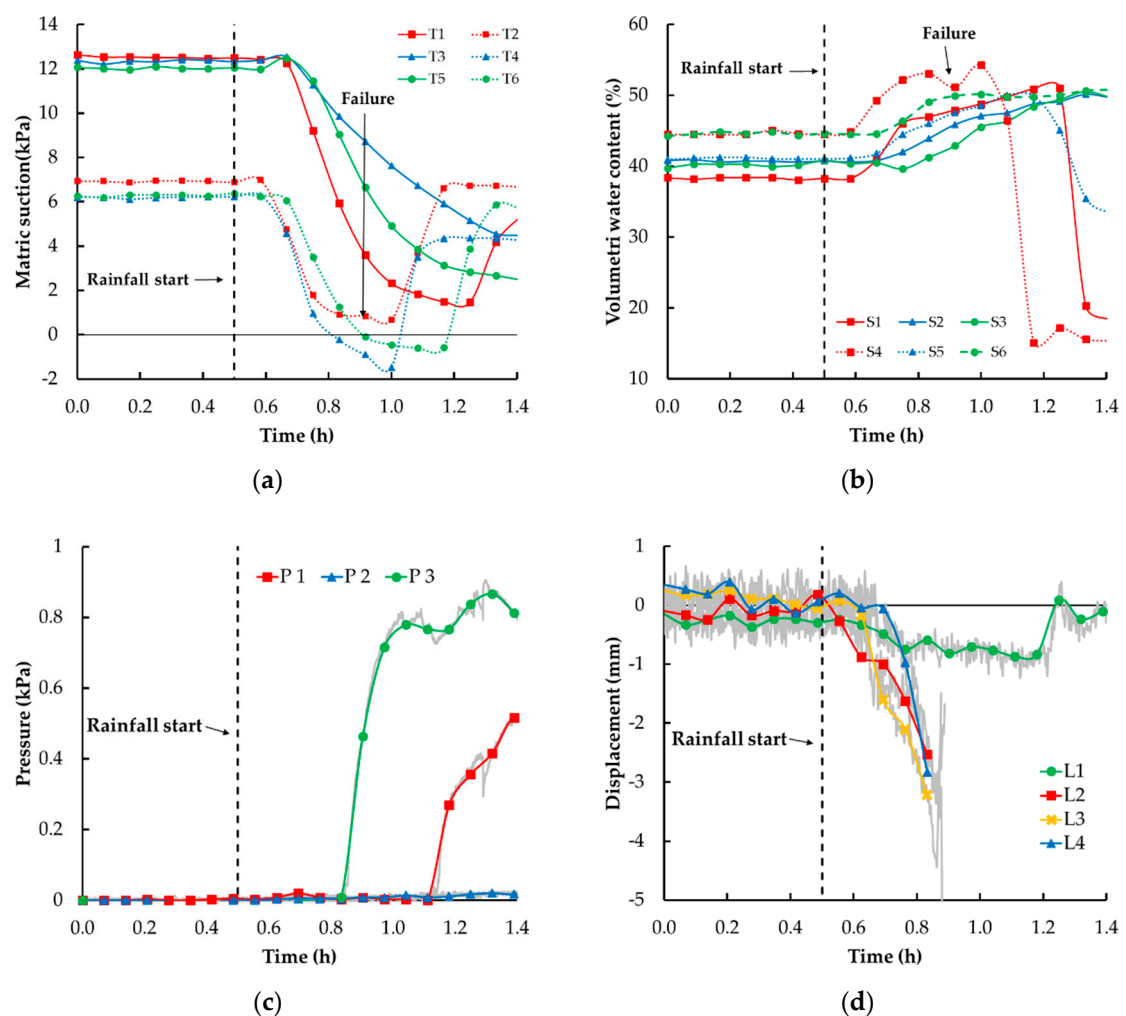 14
12
10
8
6
4
2
0
-2
Matric suction(kPa)
T1 T2
T3 T4
T5 T6
Failure
Rainfall start
0.0 0.2 0.4 0.6 0.8 1.0 1.2 1.4
Time (h)
(a)
60
50
40
30
20
10
Volumetri water content (%)
Failure
Rainfall start
S1 S2 S3
S4 S5 S6
0.0 0.2 0.4 0.6 0.8 1.0 1.2 1.4
Time (h)
(b)
1
0.8
0.6
0.4
0.2
0
Pressure (kPa)
P 1 P 2 P 3
Rainfall start
0.0 0.2 0.4 0.6 0.8 1.0 1.2 1.4
Time (h)
(c)
1
0
-1
-2
-3
-4
-5
Displacement (mm)
Rainfall start
L1
L2
L3
L4
0.0 0.2 0.4 0.6 0.8 1.0 1.2 1.4
Time (h)
(d)